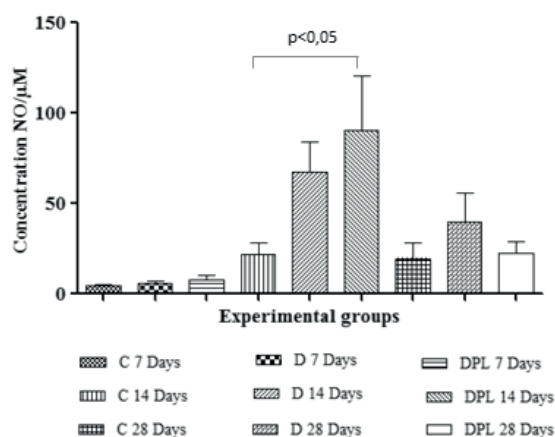 150
p<0,05
100
50
0
Concentration NO/µM
Experimental groups
C 7 Days D 7 Days DPL 7 Days
C 14 Days D 14 Days DPL 14 Days
C 28 Days D 28 Days DPL 28 Days